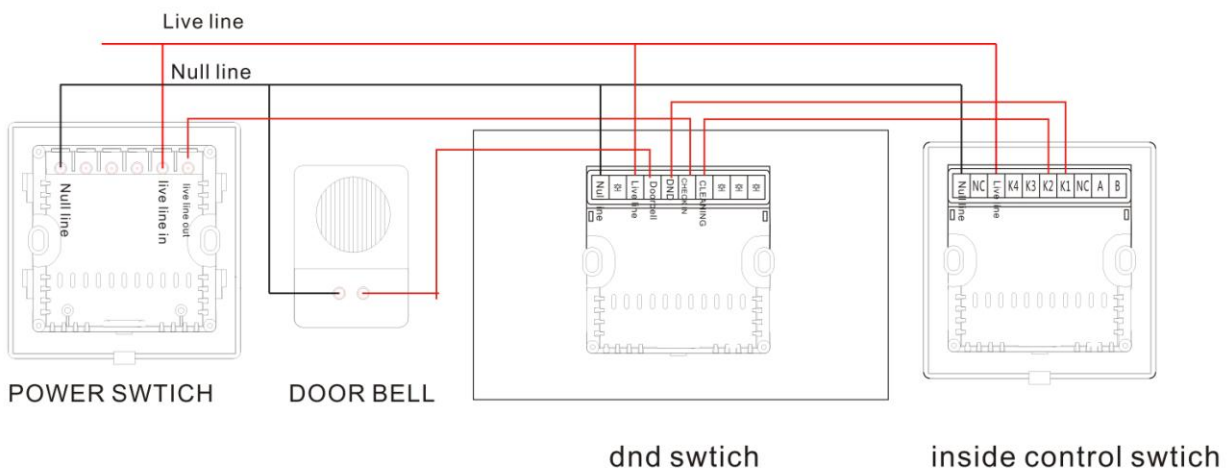 Live line
Null line
Null line
live line in
live line out
Null line
Live line
Doorbell
DND
CHECKIN
CLEANING
Null line
NC
Live line
K4
K3
K2
K1
NC
A
B
POWER SWTICH
DOOR BELL
dnd swtich
inside control swtich